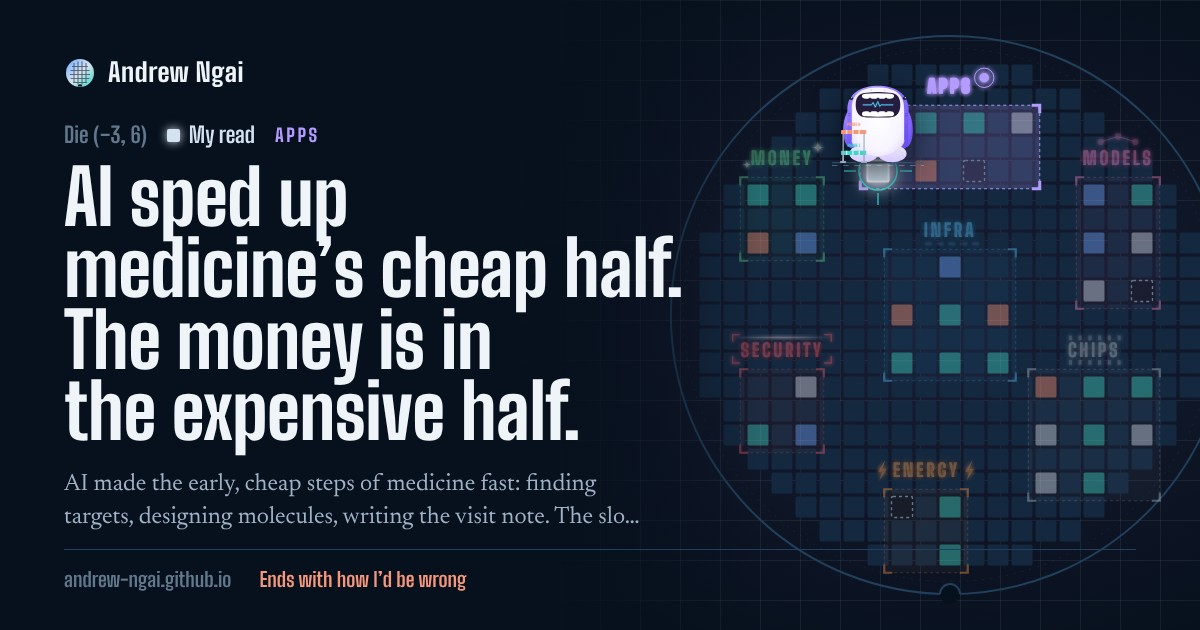 Andrew Ngai
Die (−3, 6) My read APPS
AI sped up
medicine’s cheap half.
The money is in
the expensive half.
AI made the early, cheap steps of medicine fast: finding
targets, designing molecules, writing the visit note. The slo...
andrew-ngai.github.io Ends with how I’d be wrong
APPS
MONEY
MODELS
INFRA
SECURITY
CHIPS
ENERGY